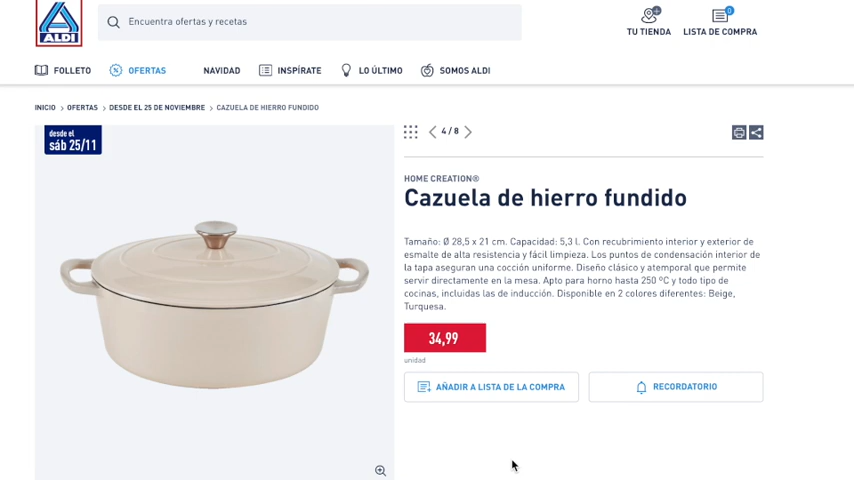 ALDI
Encuentra ofertas y recetas
TU TIENDA
0
LISTA DE COMPRA
FOLLETO
OFERTAS
NAVIDAD
INSPÍRATE
LO ÚLTIMO
SOMOS ALDI
INICIO > OFERTAS > DESDE EL 25 DE NOVIEMBRE > CAZUELA DE HIERRO FUNDIDO
desde el
sáb 25/11
4 / 8
HOME CREATION®
Cazuela de hierro fundido
Tamaño: Ø 28,5 x 21 cm. Capacidad: 5,3 l. Con recubrimiento interior y exterior de
esmalte de alta resistencia y fácil limpieza. Los puntos de condensación interior de
la tapa aseguran una cocción uniforme. Diseño clásico y atemporal que permite
servir directamente en la mesa. Apto para horno hasta 250 ºC y todo tipo de
cocinas, incluidas las de inducción. Disponible en 2 colores diferentes: Beige,
Turquesa.
34,99
unidad
AÑADIR A LISTA DE LA COMPRA
RECORDATORIO